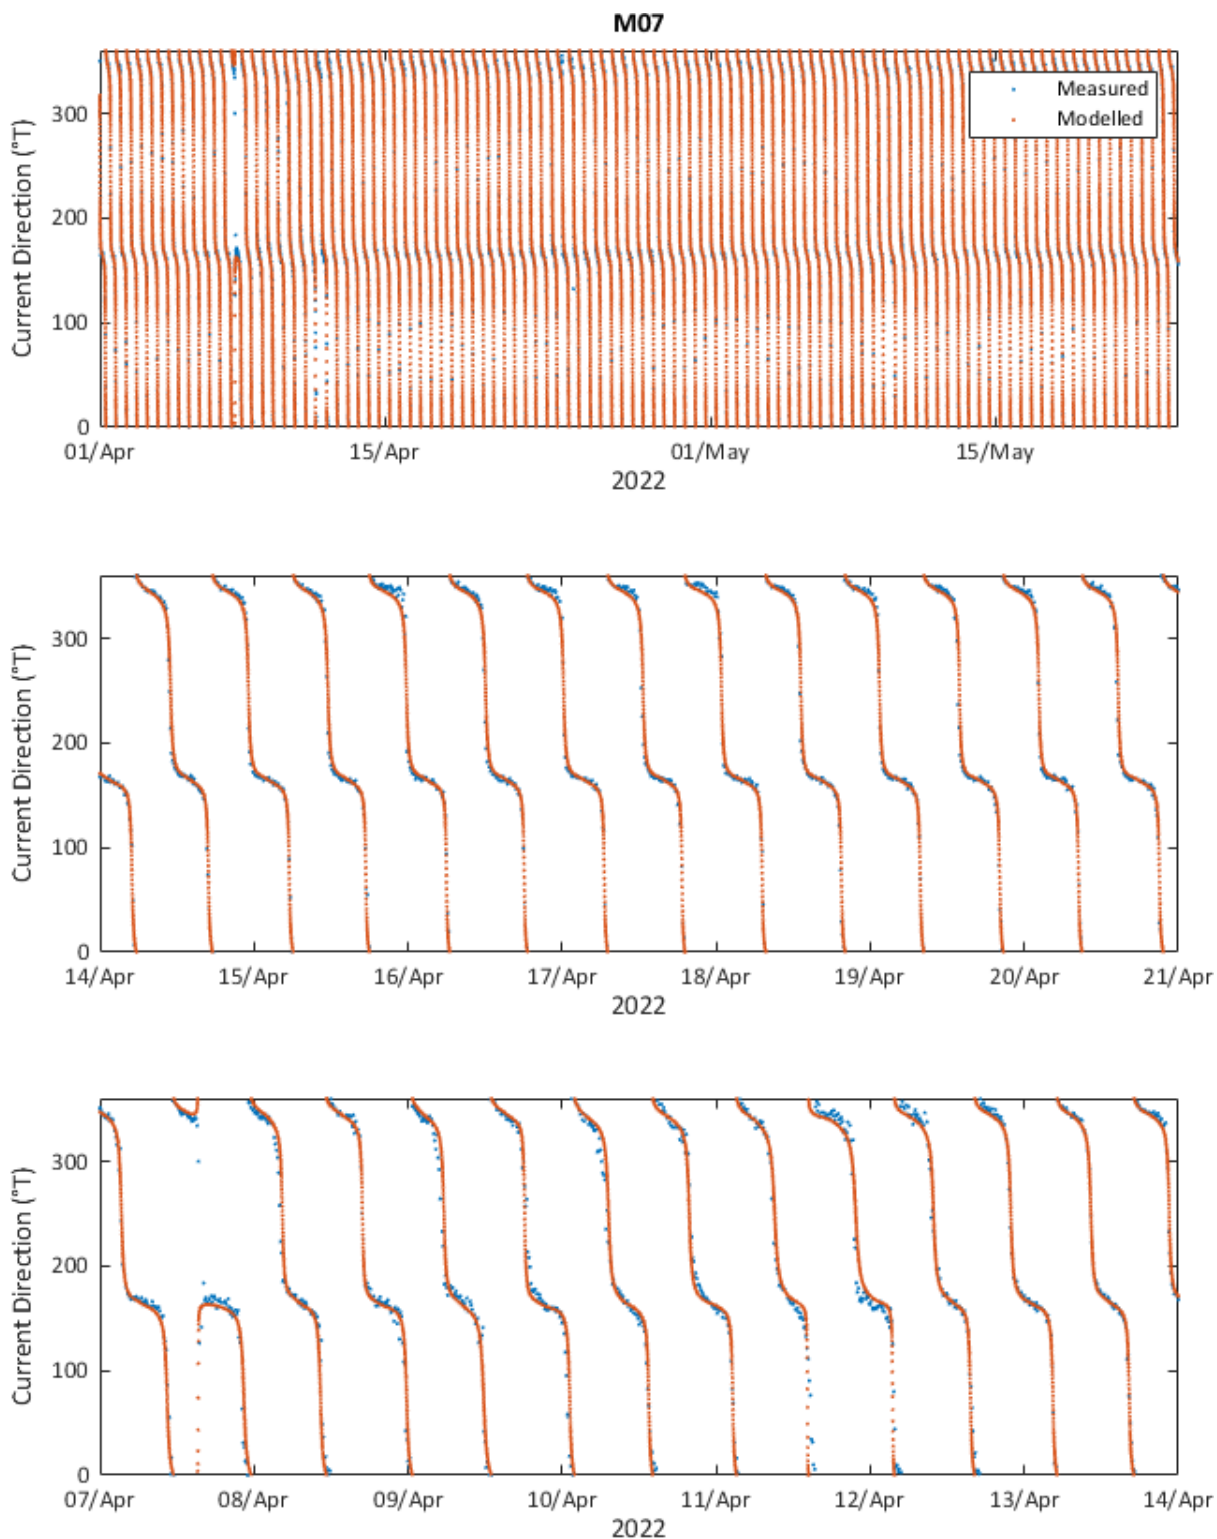 M07
Current Direction (°T)
300
200
100
0
Measured
Modelled
01/Apr 15/Apr 01/May 15/May
2022
Current Direction (°T)
300
200
100
0
14/Apr 15/Apr 16/Apr 17/Apr 18/Apr 19/Apr 20/Apr 21/Apr
2022
Current Direction (°T)
300
200
100
0
07/Apr 08/Apr 09/Apr 10/Apr 11/Apr 12/Apr 13/Apr 14/Apr
2022